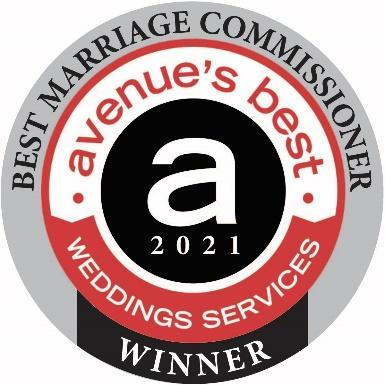 BEST MARRIAGE COMMISSIONER
avenue's best
a
2021
WEDDINGS SERVICES
WINNER